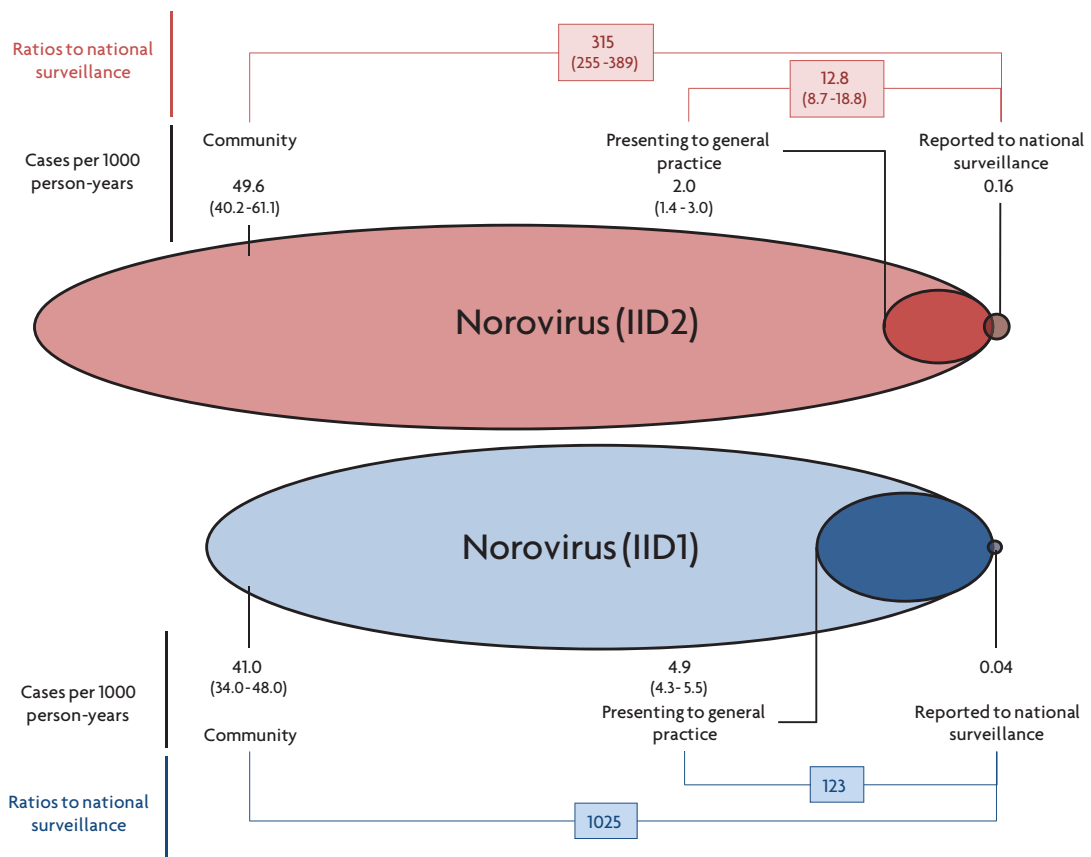 Ratios to national
surveillance
315
(255 -389)
12.8
(8.7 -18.8)
Cases per 1000
person-years
Community
49.6
(40.2-61.1)
Presenting to general
practice
2.0
(1.4 - 3.0)
Reported to national
surveillance
0.16
Norovirus (IID2)
Norovirus (IID1)
Cases per 1000
person-years
41.0
(34.0-48.0)
Community
4.9
(4.3- 5.5)
Presenting to general
practice
0.04
Reported to national
surveillance
Ratios to national
surveillance
123
1025